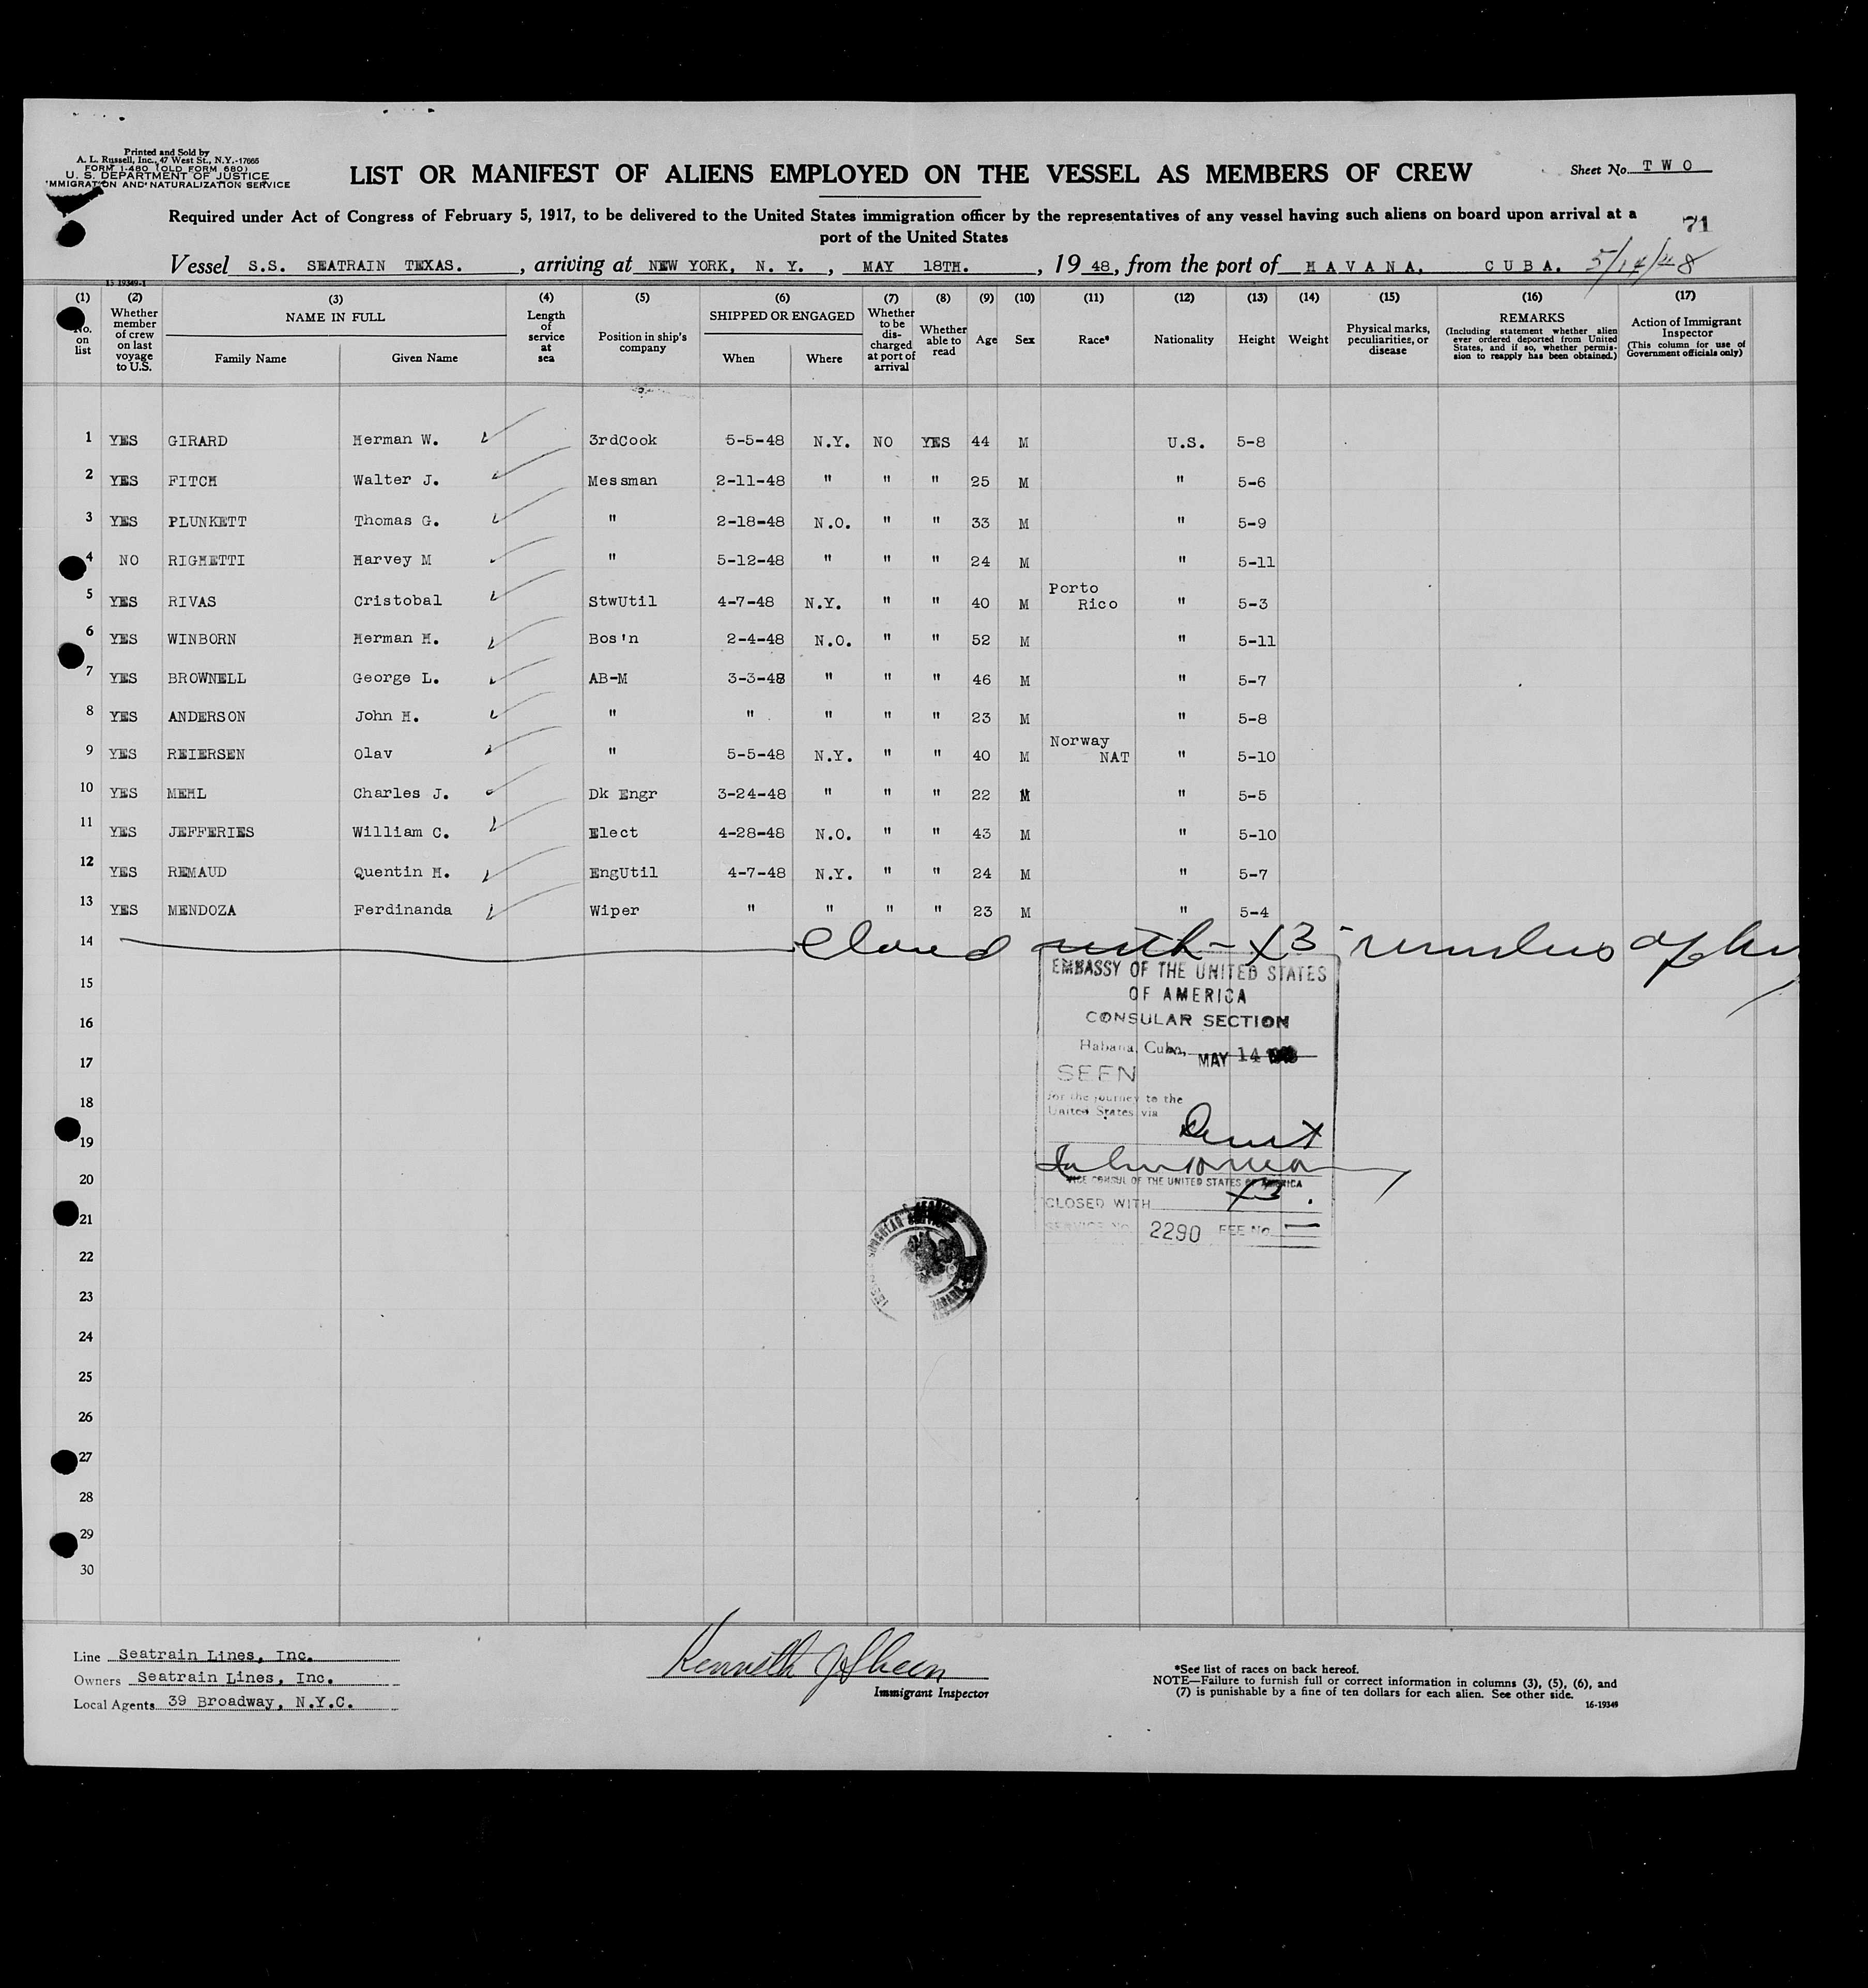 Printed and Sold by
A. L. Russell, Inc., 47 West St., N.Y.-17666
FORM I-480 (OLD FORM 680)
U. S. DEPARTMENT OF JUSTICE
IMMIGRATION AND NATURALIZATION SERVICE
LIST OR MANIFEST OF ALIENS EMPLOYED ON THE VESSEL AS MEMBERS OF CREW
Sheet No. TWO
Required under Act of Congress of February 5, 1917, to be delivered to the United States immigration officer by the representatives of any vessel having such aliens on board upon arrival at a
port of the United States
71
Vessel S.S. SEATRAIN TEXAS. , arriving at NEW YORK, N. Y. , MAY 18TH. , 19 48, from the port of HAVANA, CUBA. 5/14/48
15 19349-1
(1) (2) (3) (4) (5) (6) (7) (8) (9) (10) (11) (12) (13) (14) (15) (16) (17)
No. on list
Whether member of crew on last voyage to U.S.
NAME IN FULL
Family Name Given Name
Length of service at sea
Position in ship's company
SHIPPED OR ENGAGED
When Where
Whether to be discharged at port of arrival
Whether able to read
Age Sex Race* Nationality Height Weight
Physical marks, peculiarities, or disease
REMARKS
(Including statement whether alien ever ordered deported from United States, and if so, whether permission to reapply has been obtained.)
Action of Immigrant Inspector
(This column for use of Government officials only)
1 YES GIRARD Herman W. 3rdCook 5-5-48 N.Y. NO YES 44 M U.S. 5-8
2 YES FITCH Walter J. Messman 2-11-48 " " " 25 M " 5-6
3 YES PLUNKETT Thomas G. " 2-18-48 N.O. " " 33 M " 5-9
4 NO RIGHETTI Harvey M " 5-12-48 " " " 24 M " 5-11
5 YES RIVAS Cristobal StwUtil 4-7-48 N.Y. " " 40 M Porto Rico " 5-3
6 YES WINBORN Herman H. Bos'n 2-4-48 N.O. " " 52 M " 5-11
7 YES BROWNELL George L. AB-M 3-3-48 " " " 46 M " 5-7
8 YES ANDERSON John H. " " " " " 23 M " 5-8
9 YES REIERSEN Olav " 5-5-48 N.Y. " " 40 M Norway NAT " 5-10
10 YES MEHL Charles J. Dk Engr 3-24-48 " " " 22 M " 5-5
11 YES JEFFERIES William C. Elect 4-28-48 N.O. " " 43 M " 5-10
12 YES REMAUD Quentin H. EngUtil 4-7-48 N.Y. " " 24 M " 5-7
13 YES MENDOZA Ferdinanda Wiper " " " " 23 M " 5-4
14 Closed with
15
16
17
18
19
20
21
22
23
24
25
26
27
28
29
30
EMBASSY OF THE UNITED STATES
OF AMERICA
CONSULAR SECTION
Habana, Cuba, MAY 14
SEEN
for the journey to the
United States via
VICE CONSUL OF THE UNITED STATES OF AMERICA
CLOSED WITH
SERVICE No. 2290 FEE No. —
Line Seatrain Lines, Inc.
Owners Seatrain Lines, Inc.
Local Agents 39 Broadway, N.Y.C.
Immigrant Inspector
*See list of races on back hereof.
NOTE—Failure to furnish full or correct information in columns (3), (5), (6), and
(7) is punishable by a fine of ten dollars for each alien. See other side.
16-19349